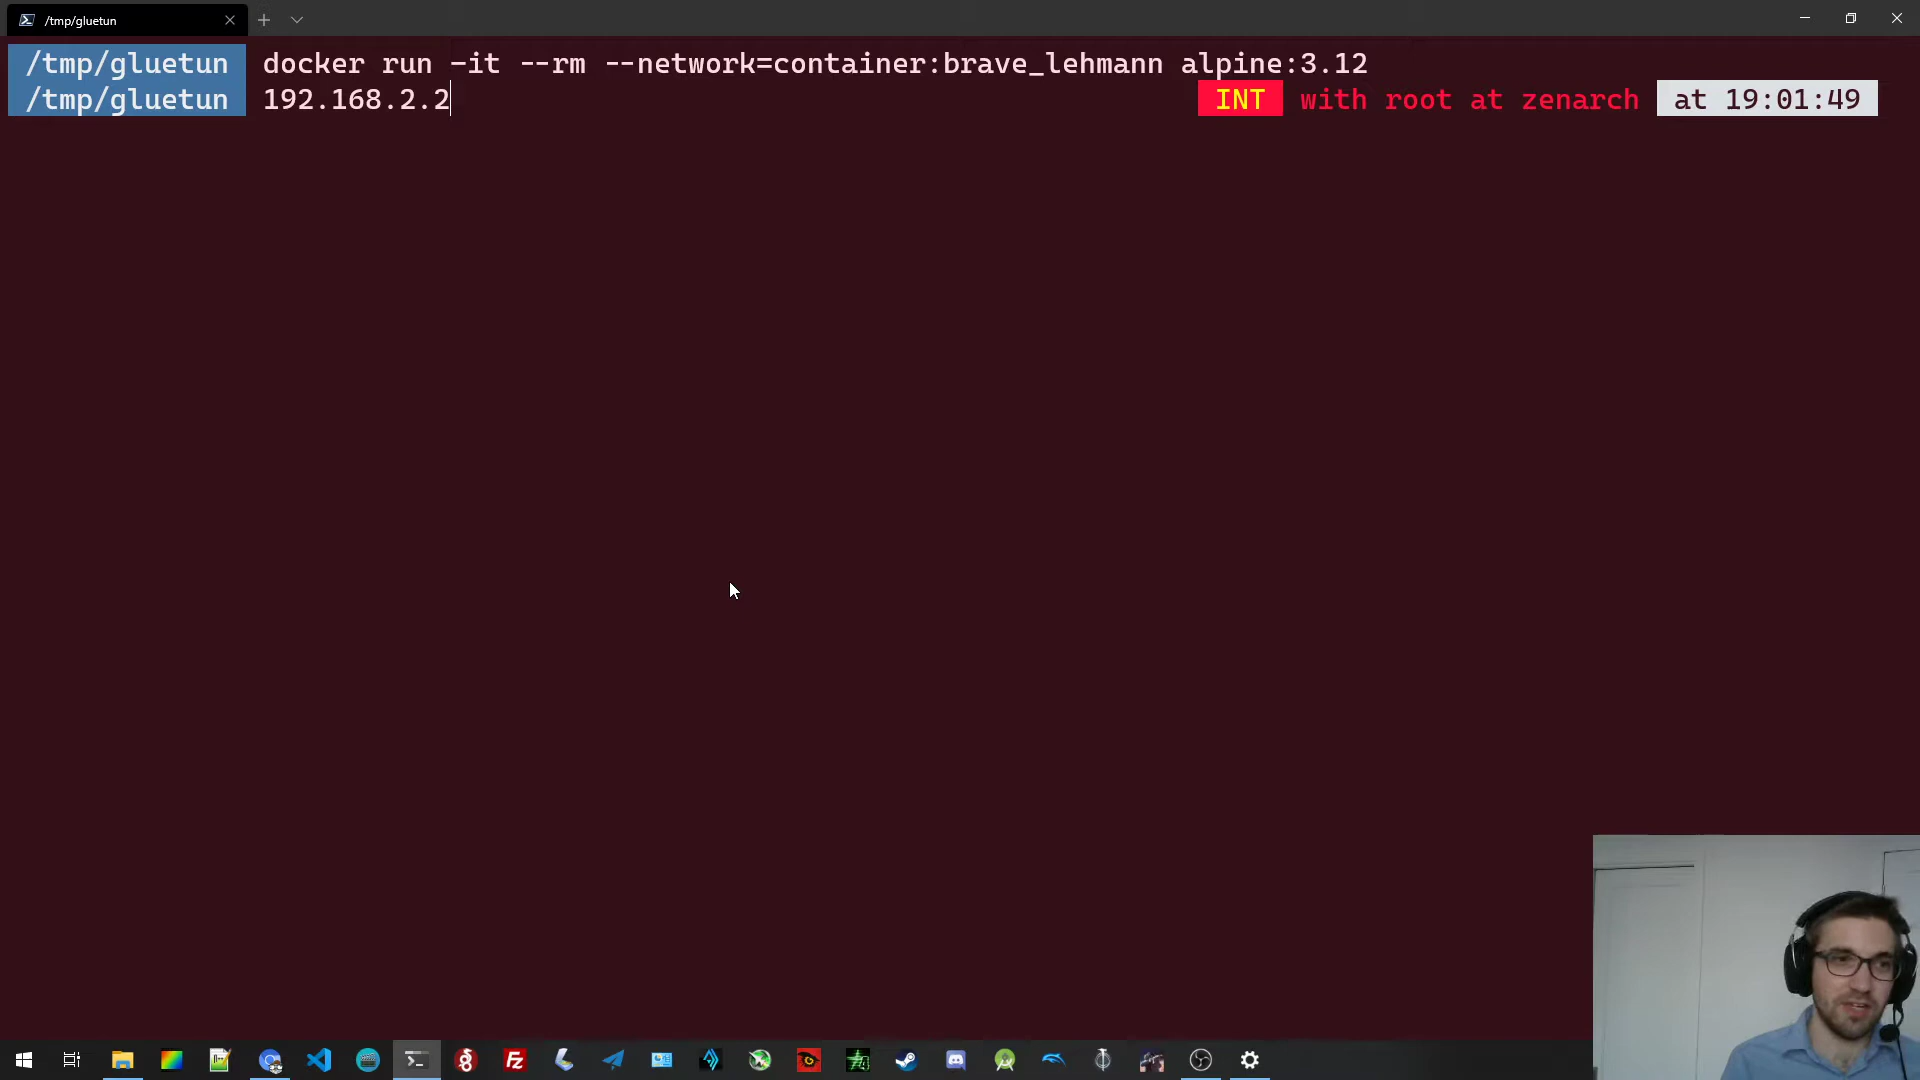 /tmp/gluetun
/tmp/gluetun docker run -it --rm --network=container:brave_lehmann alpine:3.12
/tmp/gluetun 192.168.2.2 INT with root at zenarch at 19:01:49